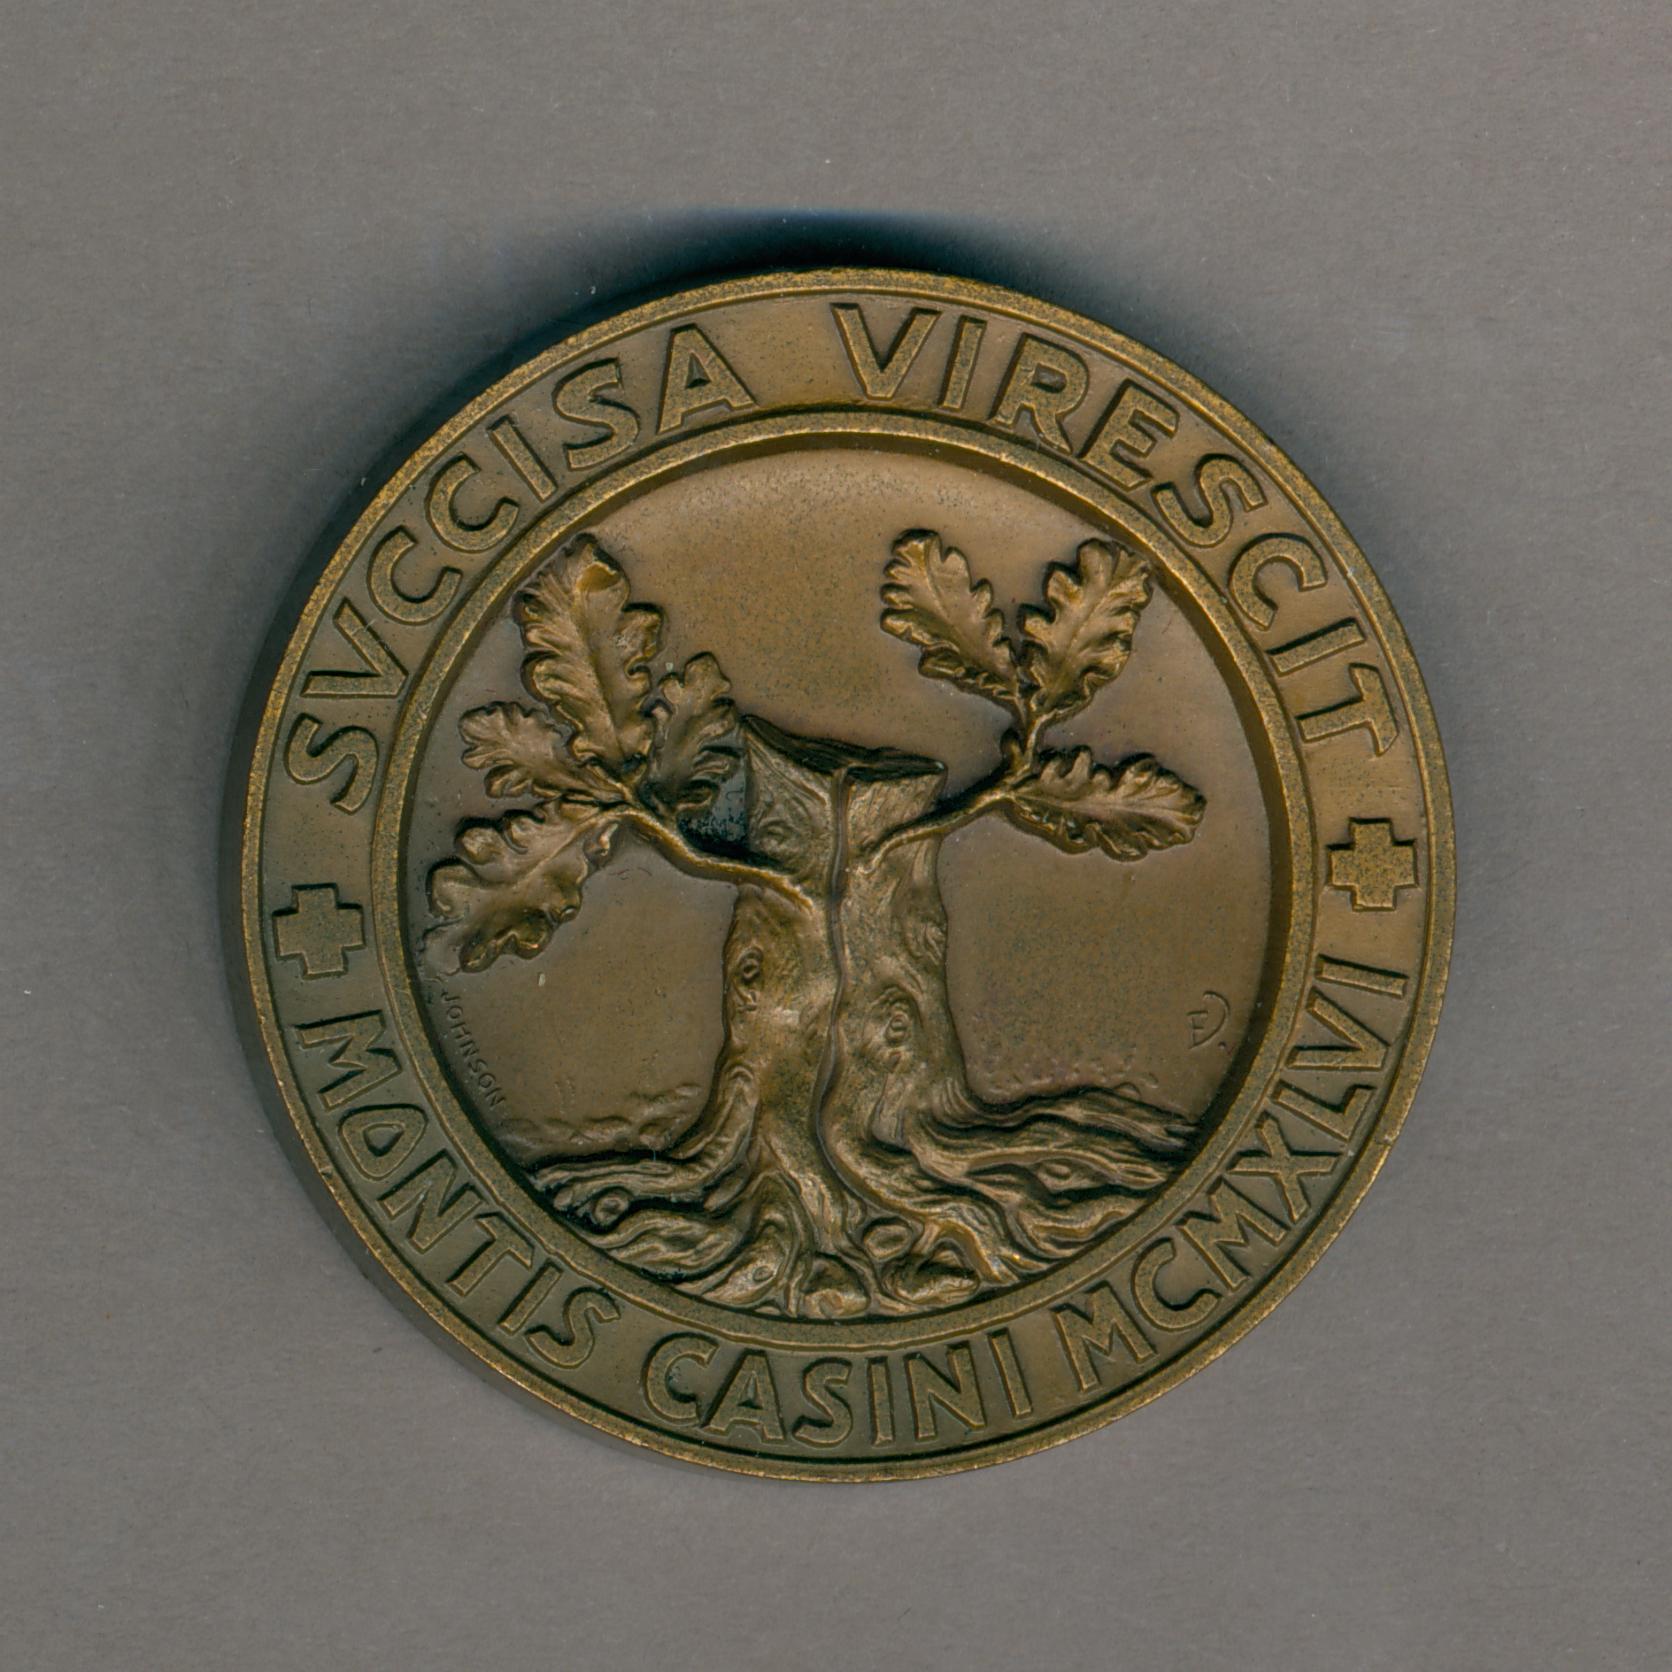 SVCCISA VIRESCIT
MONTIS CASINI MCMXLVI
JOHNSON